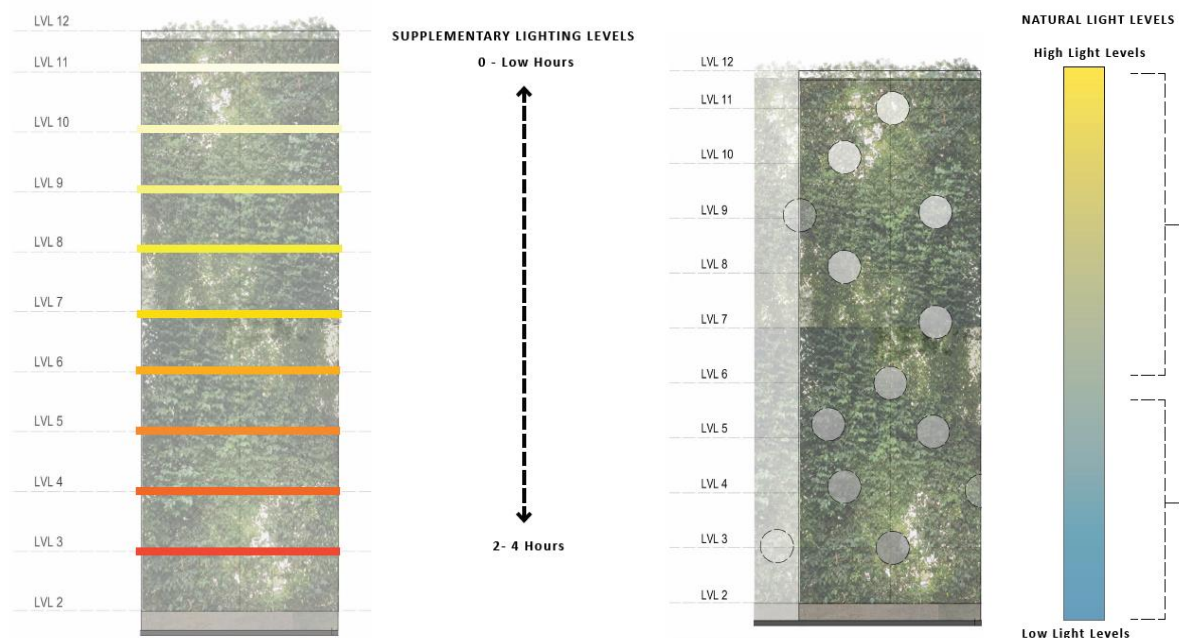 LVL 12
LVL 11
LVL 10
LVL 9
LVL 8
LVL 7
LVL 6
LVL 5
LVL 4
LVL 3
LVL 2
SUPPLEMENTARY LIGHTING LEVELS
0 - Low Hours
2- 4 Hours
LVL 12
LVL 11
LVL 10
LVL 9
LVL 8
LVL 7
LVL 6
LVL 5
LVL 4
LVL 3
LVL 2
NATURAL LIGHT LEVELS
High Light Levels
Low Light Levels